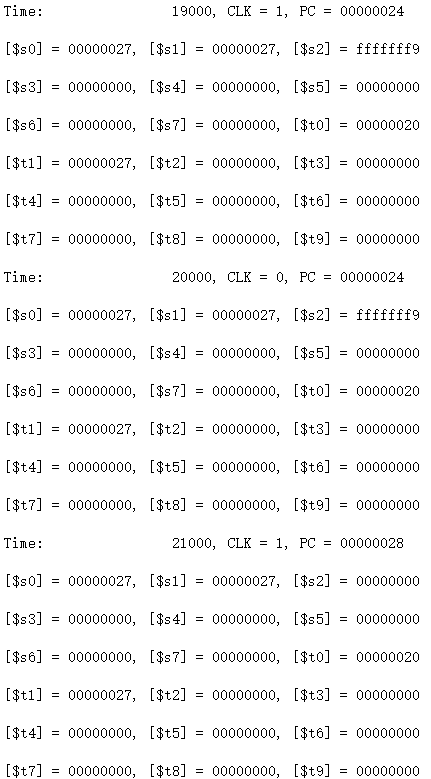 Time: 19000, CLK = 1, PC = 00000024
[$s0] = 00000027, [$s1] = 00000027, [$s2] = fffffff9
[$s3] = 00000000, [$s4] = 00000000, [$s5] = 00000000
[$s6] = 00000000, [$s7] = 00000000, [$t0] = 00000020
[$t1] = 00000027, [$t2] = 00000000, [$t3] = 00000000
[$t4] = 00000000, [$t5] = 00000000, [$t6] = 00000000
[$t7] = 00000000, [$t8] = 00000000, [$t9] = 00000000
Time: 20000, CLK = 0, PC = 00000024
[$s0] = 00000027, [$s1] = 00000027, [$s2] = fffffff9
[$s3] = 00000000, [$s4] = 00000000, [$s5] = 00000000
[$s6] = 00000000, [$s7] = 00000000, [$t0] = 00000020
[$t1] = 00000027, [$t2] = 00000000, [$t3] = 00000000
[$t4] = 00000000, [$t5] = 00000000, [$t6] = 00000000
[$t7] = 00000000, [$t8] = 00000000, [$t9] = 00000000
Time: 21000, CLK = 1, PC = 00000028
[$s0] = 00000027, [$s1] = 00000027, [$s2] = 00000000
[$s3] = 00000000, [$s4] = 00000000, [$s5] = 00000000
[$s6] = 00000000, [$s7] = 00000000, [$t0] = 00000020
[$t1] = 00000027, [$t2] = 00000000, [$t3] = 00000000
[$t4] = 00000000, [$t5] = 00000000, [$t6] = 00000000
[$t7] = 00000000, [$t8] = 00000000, [$t9] = 00000000